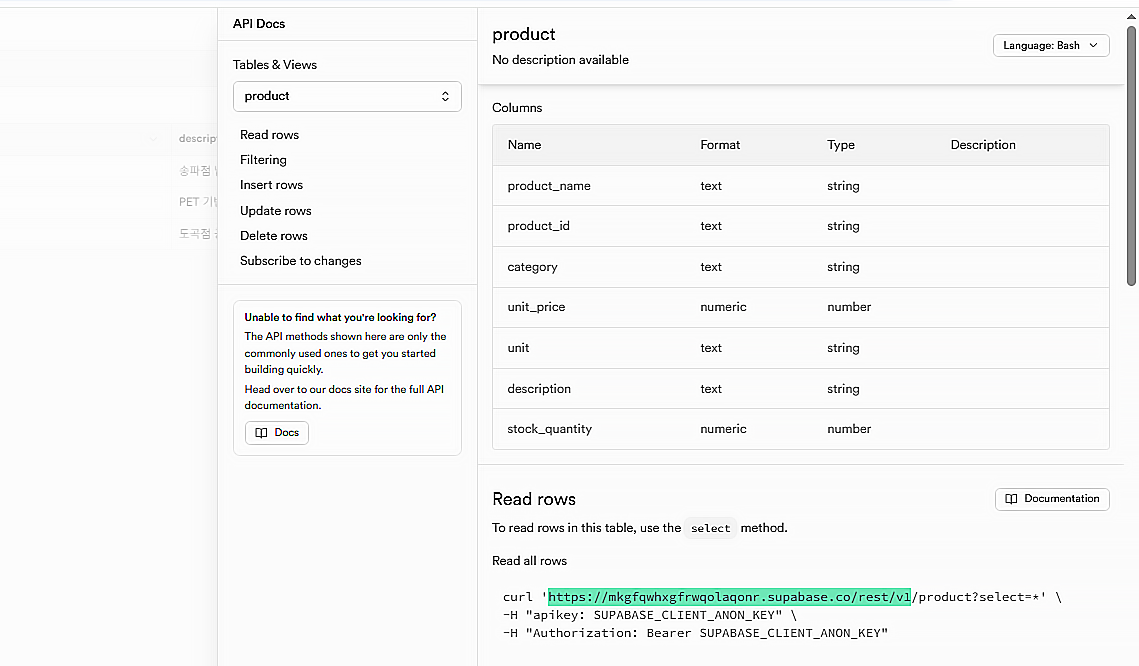 API Docs
Tables & Views
product
Read rows
Filtering
Insert rows
Update rows
Delete rows
Subscribe to changes
Unable to find what you're looking for?
The API methods shown here are only the
commonly used ones to get you started
building quickly.
Head over to our docs site for the full API
documentation.
Docs
descrip
송파점
PET
도곡점
product
No description available
Language: Bash
Columns
Name Format Type Description
product_name text string
product_id text string
category text string
unit_price numeric number
unit text string
description text string
stock_quantity numeric number
Read rows
Documentation
To read rows in this table, use the select method.
Read all rows
curl 'https://mkgfqwhxgfrwqolaqonr.supabase.co/rest/v1/product?select=*' \
-H "apikey: SUPABASE_CLIENT_ANON_KEY" \
-H "Authorization: Bearer SUPABASE_CLIENT_ANON_KEY"